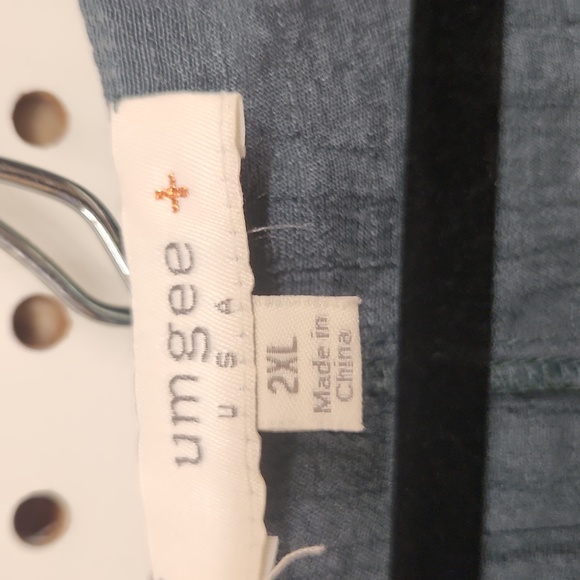 umgee +
USA
2XL
Made in
China